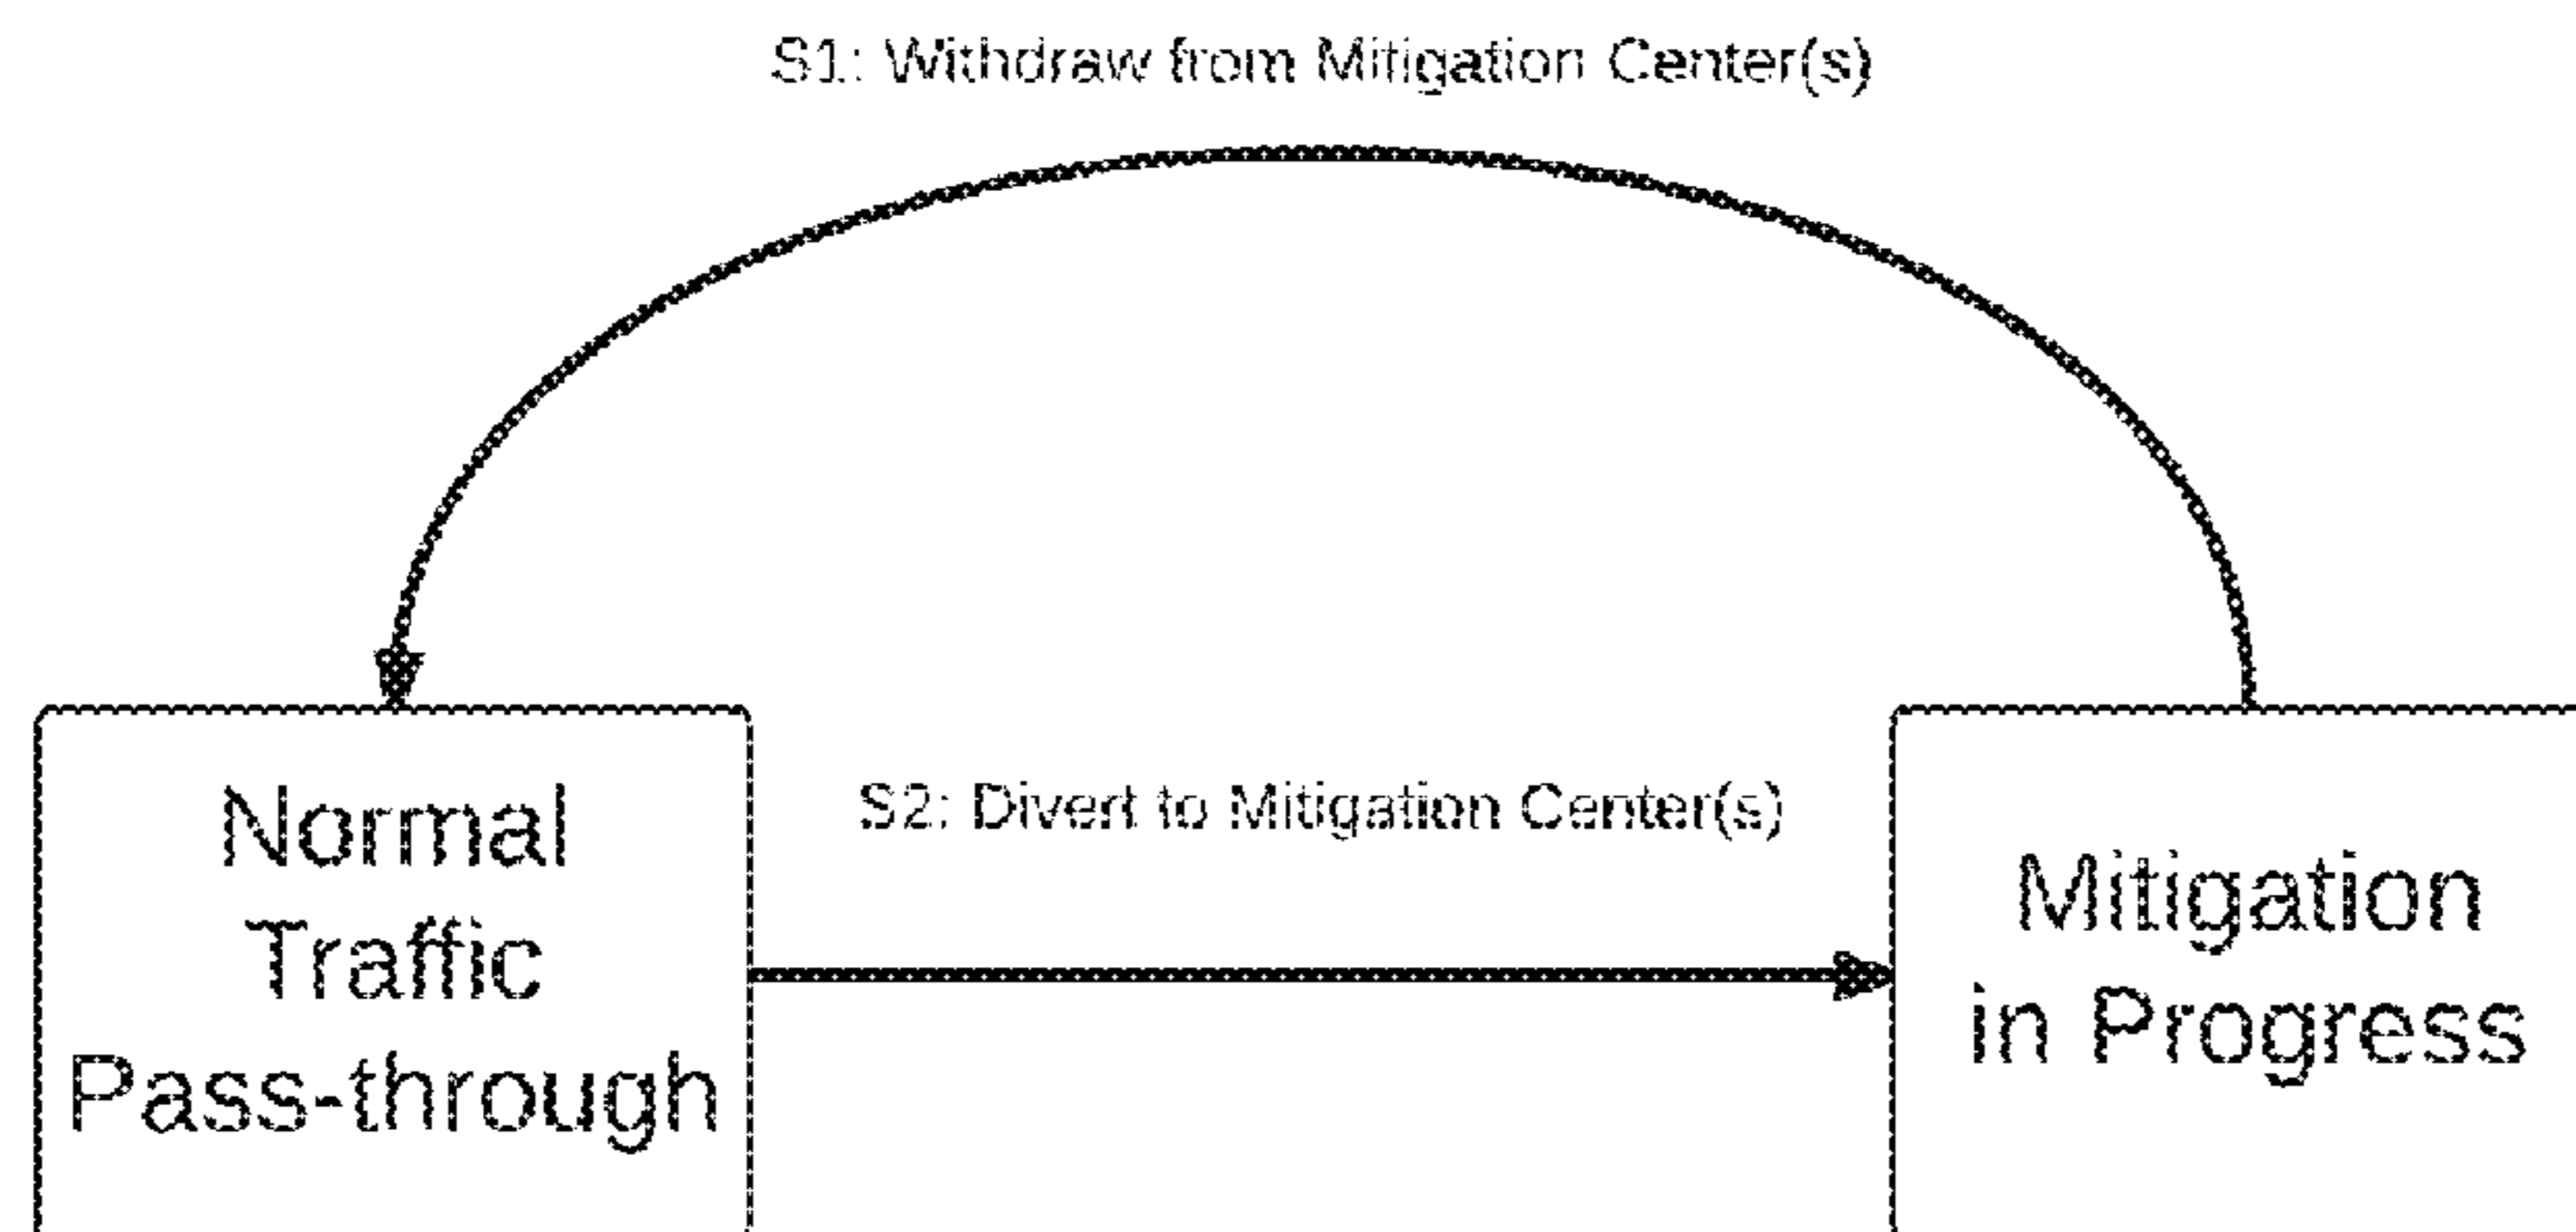 S1: Withdraw from Mitigation Center(s)
Normal
Traffic
Pass-through
S2: Divert to Mitigation Center(s)
Mitigation
in Progress